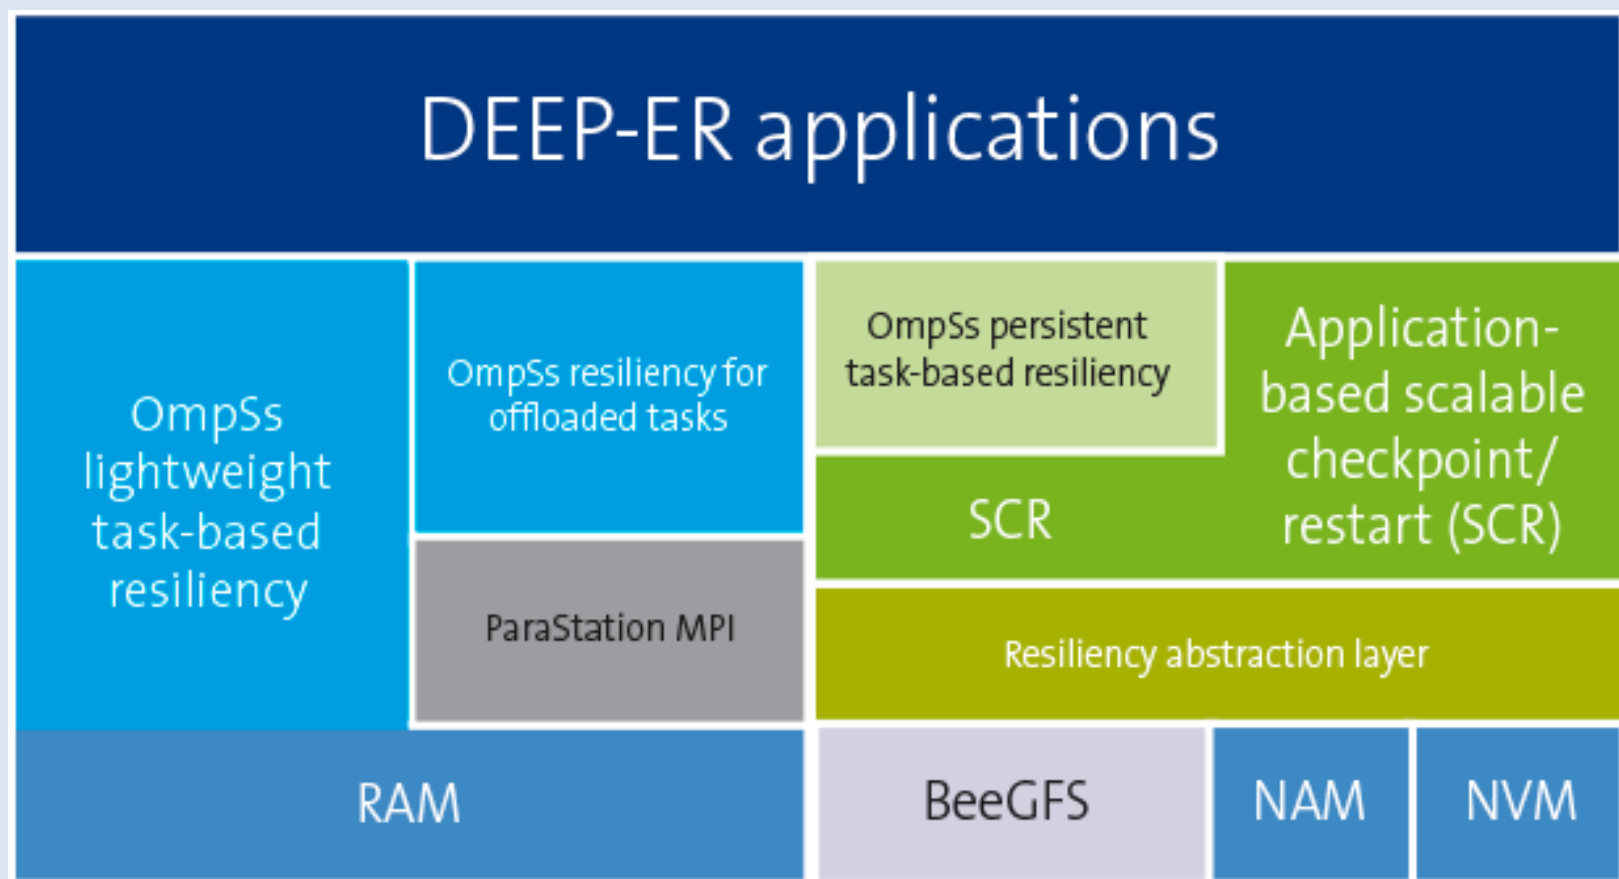 DEEP-ER applications
OmpSs
lightweight
task-based
resiliency
OmpSs resiliency for
offloaded tasks
ParaStation MPI
RAM
OmpSs persistent
task-based resiliency
SCR
Application-
based scalable
checkpoint/
restart (SCR)
Resiliency abstraction layer
BeeGFS
NAM
NVM